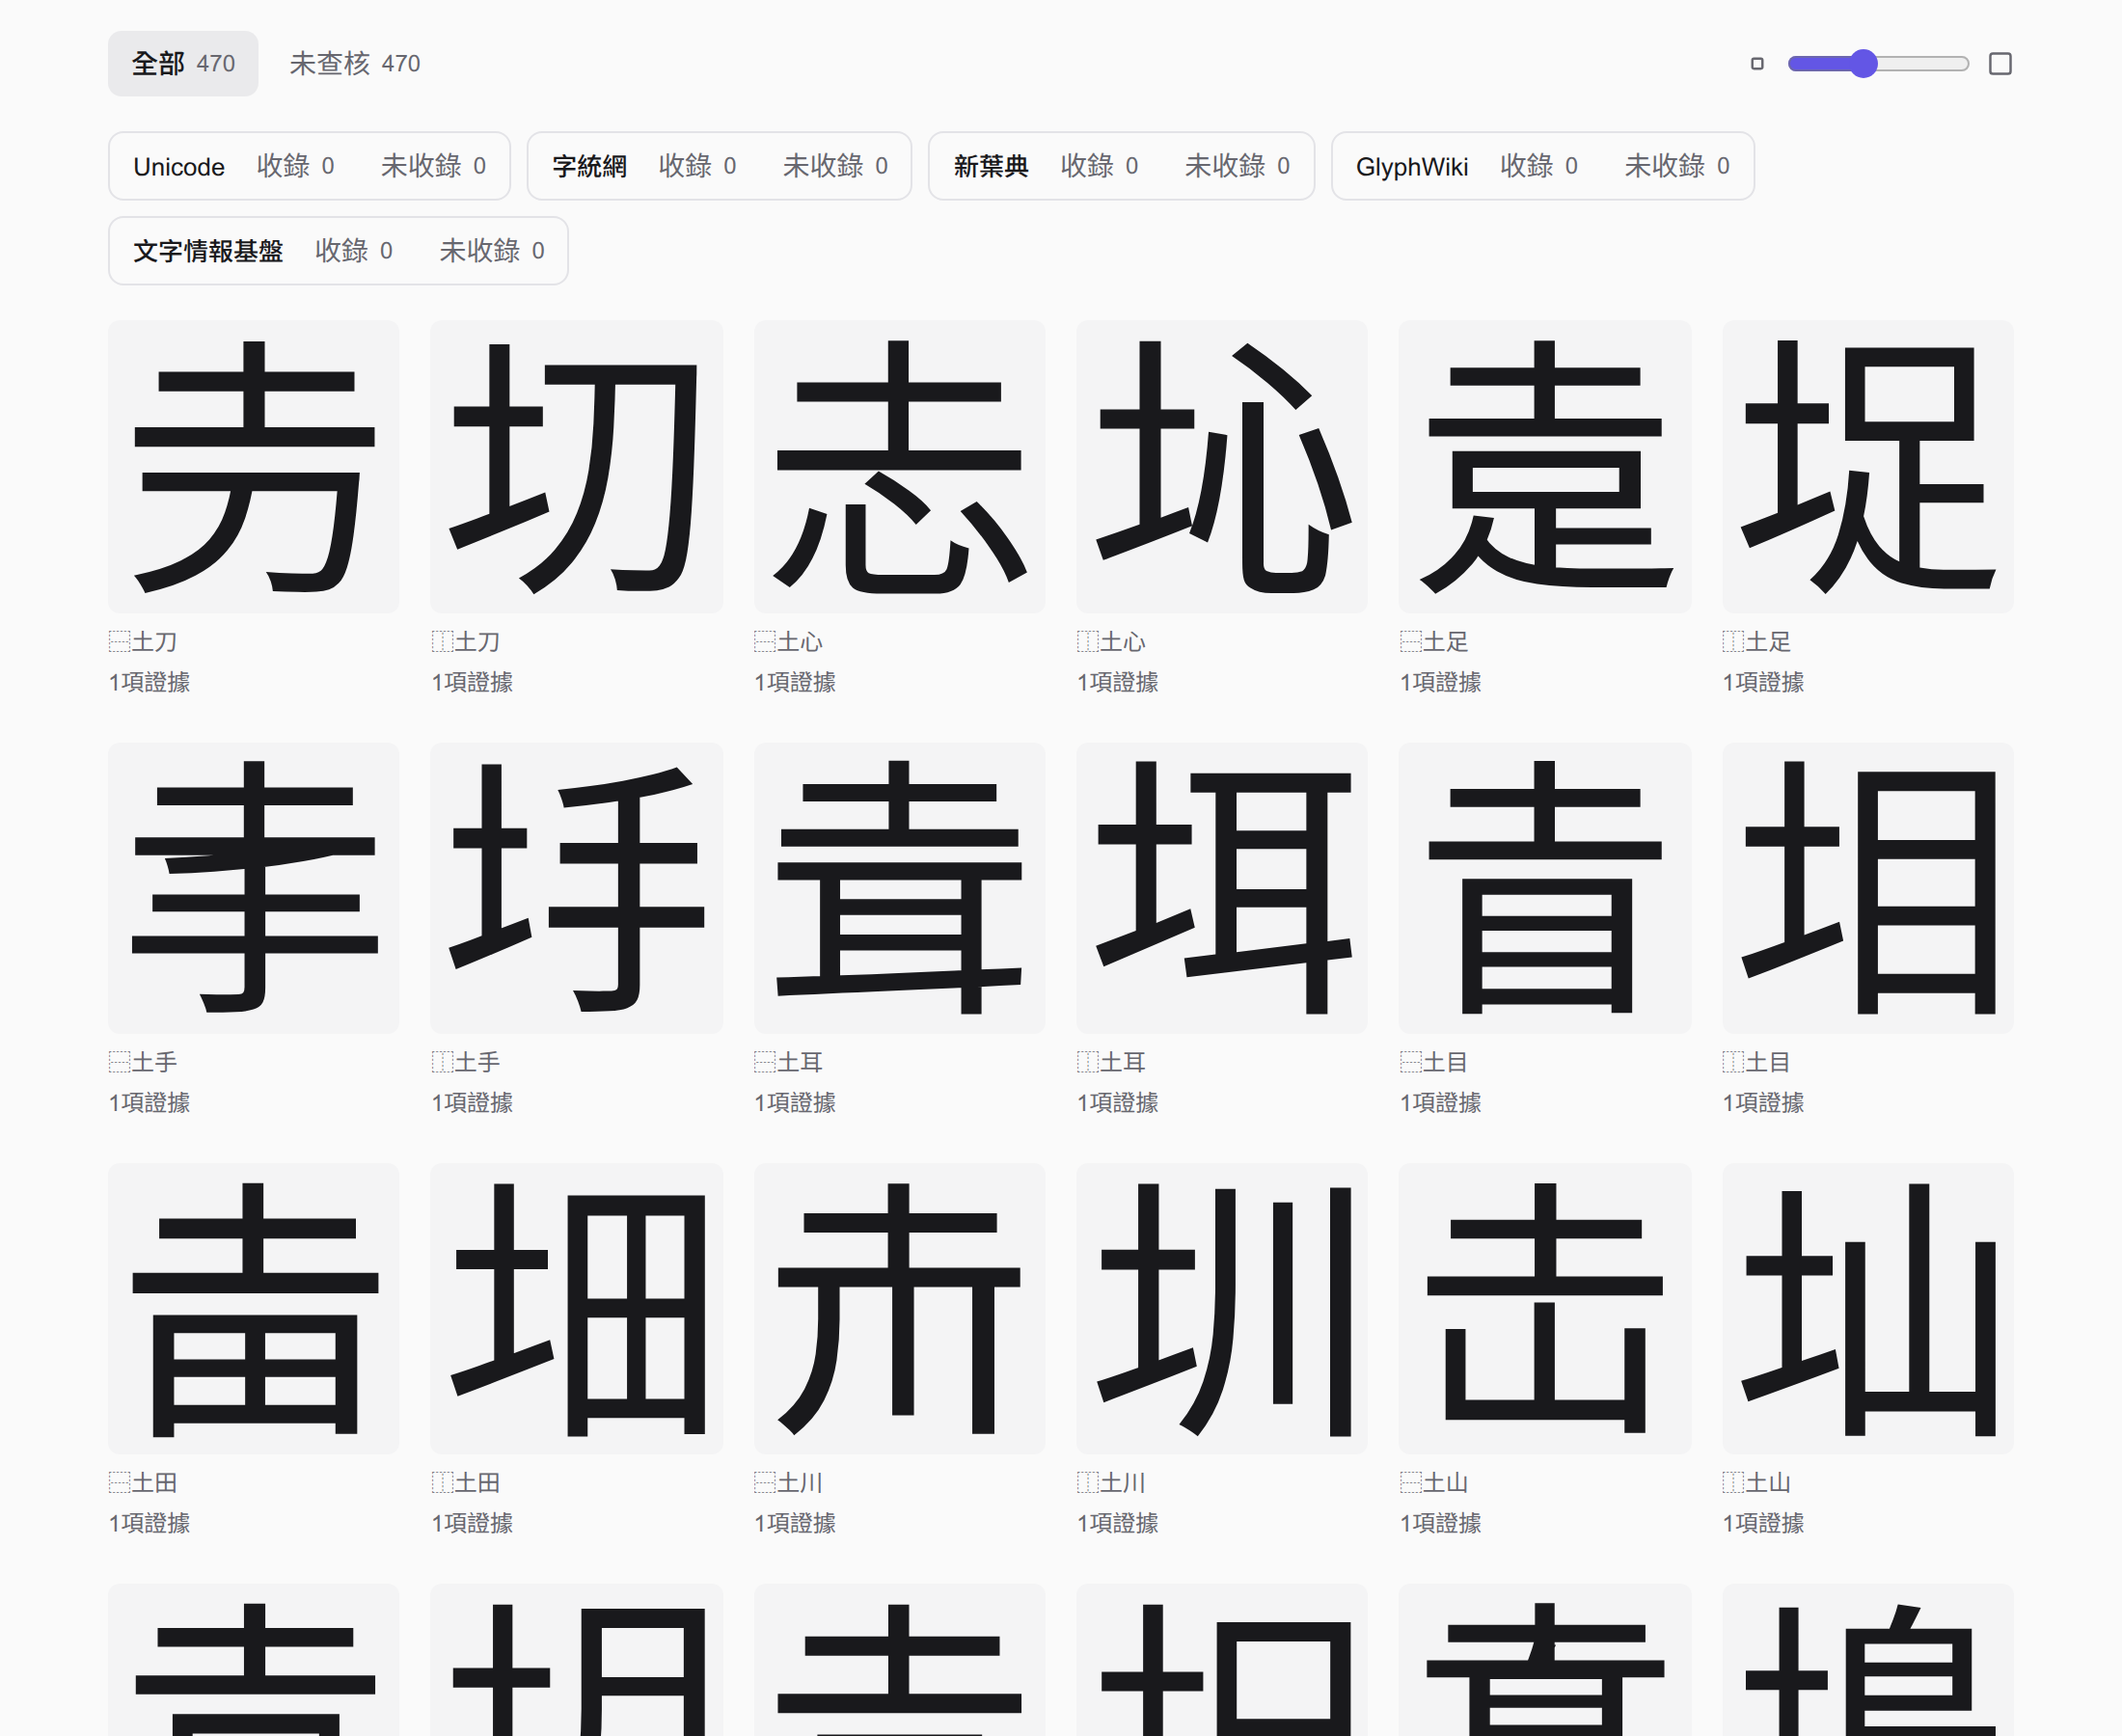 全部 470 未查核 470
Unicode 收錄 0 未收錄 0 字統網 收錄 0 未收錄 0 新葉典 收錄 0 未收錄 0 GlyphWiki 收錄 0 未收錄 0
文字情報基盤 收錄 0 未收錄 0
⿱土刀 ⿰土刀 ⿱土心 ⿰土心 ⿱土足 ⿰土足
1項證據 1項證據 1項證據 1項證據 1項證據 1項證據
⿱土手 ⿰土手 ⿱土耳 ⿰土耳 ⿱土目 ⿰土目
1項證據 1項證據 1項證據 1項證據 1項證據 1項證據
⿱土田 ⿰土田 ⿱土川 ⿰土川 ⿱土山 ⿰土山
1項證據 1項證據 1項證據 1項證據 1項證據 1項證據